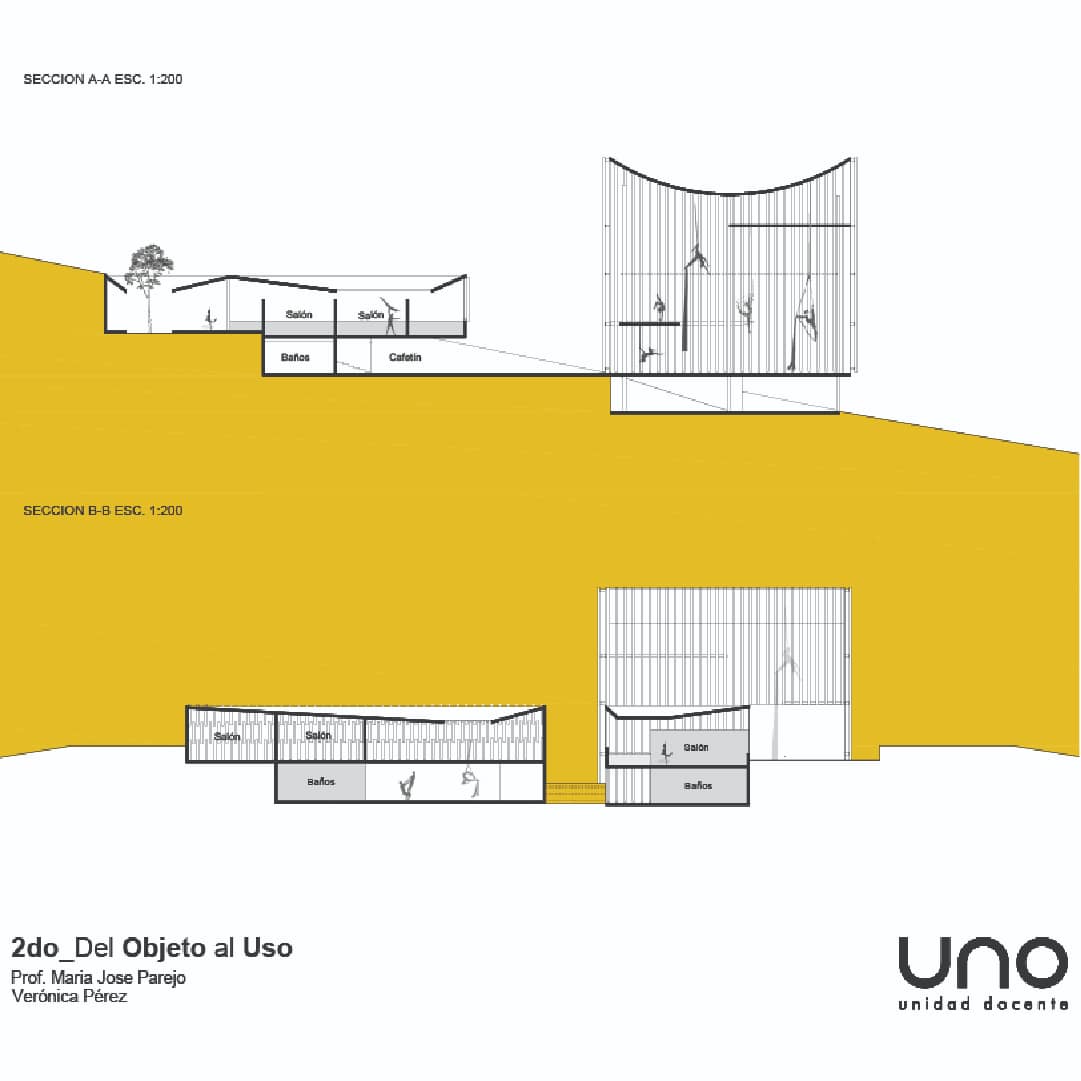 SECCION A-A ESC. 1:200
Salón
Salón
Baños
Cafetín
SECCION B-B ESC. 1:200
Salón
Salón
Salón
Baños
Baños
2do_Del Objeto al Uso
Prof. Maria Jose Parejo
Verónica Pérez
uno
unidad docente